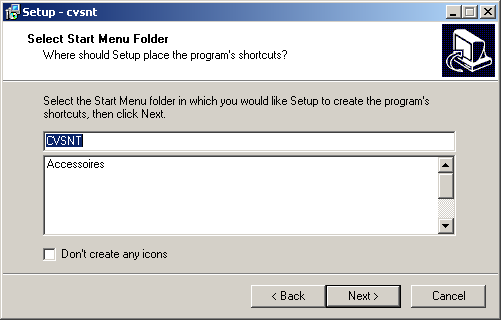 Setup - cvsnt
Select Start Menu Folder
Where should Setup place the program's shortcuts?
Select the Start Menu folder in which you would like Setup to create the program's
shortcuts, then click Next.
CVSNT
Accessoires
Don't create any icons
< Back
Next >
Cancel